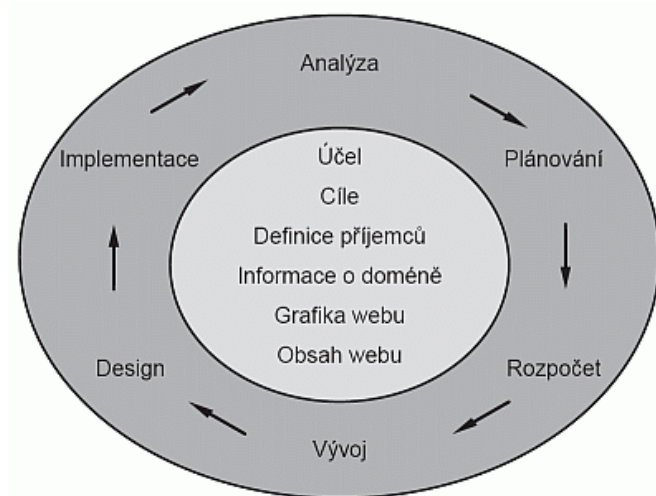 Analýza
Implementace
Plánování
Účel
Cíle
Definice příjemců
Informace o doméně
Grafika webu
Obsah webu
Design
Rozpočet
Vývoj